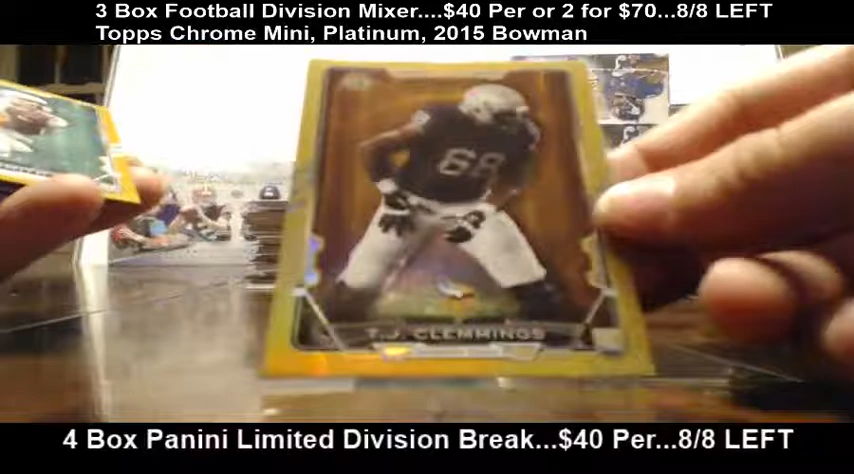 3 Box Football Division Mixer....$40 Per or 2 for $70...8/8 LEFT
Topps Chrome Mini, Platinum, 2015 Bowman
68
T.J. CLEMMINGS
4 Box Panini Limited Division Break...$40 Per...8/8 LEFT